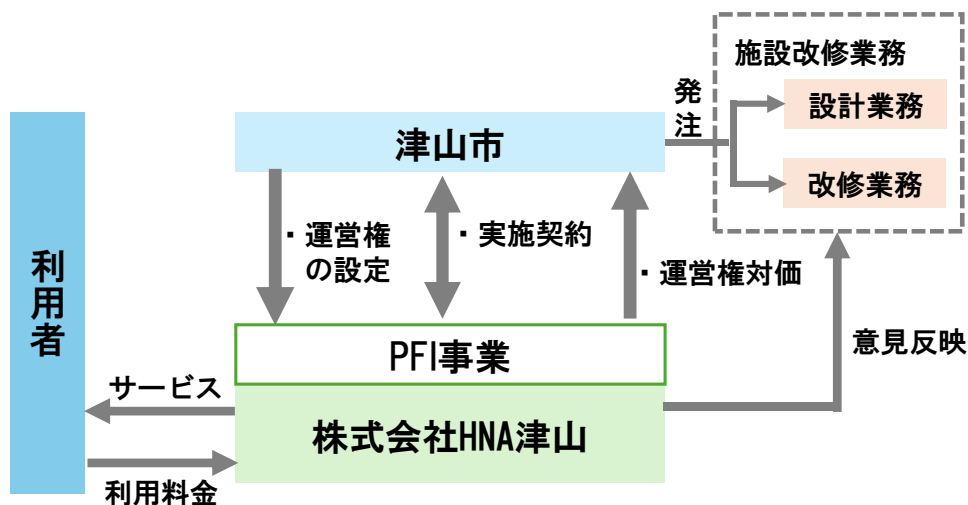 施設改修業務
発注
設計業務
津山市
改修業務
・運営権
の設定
・実施契約
・運営権対価
利用者
PFI事業
意見反映
サービス
株式会社HNA津山
利用料金